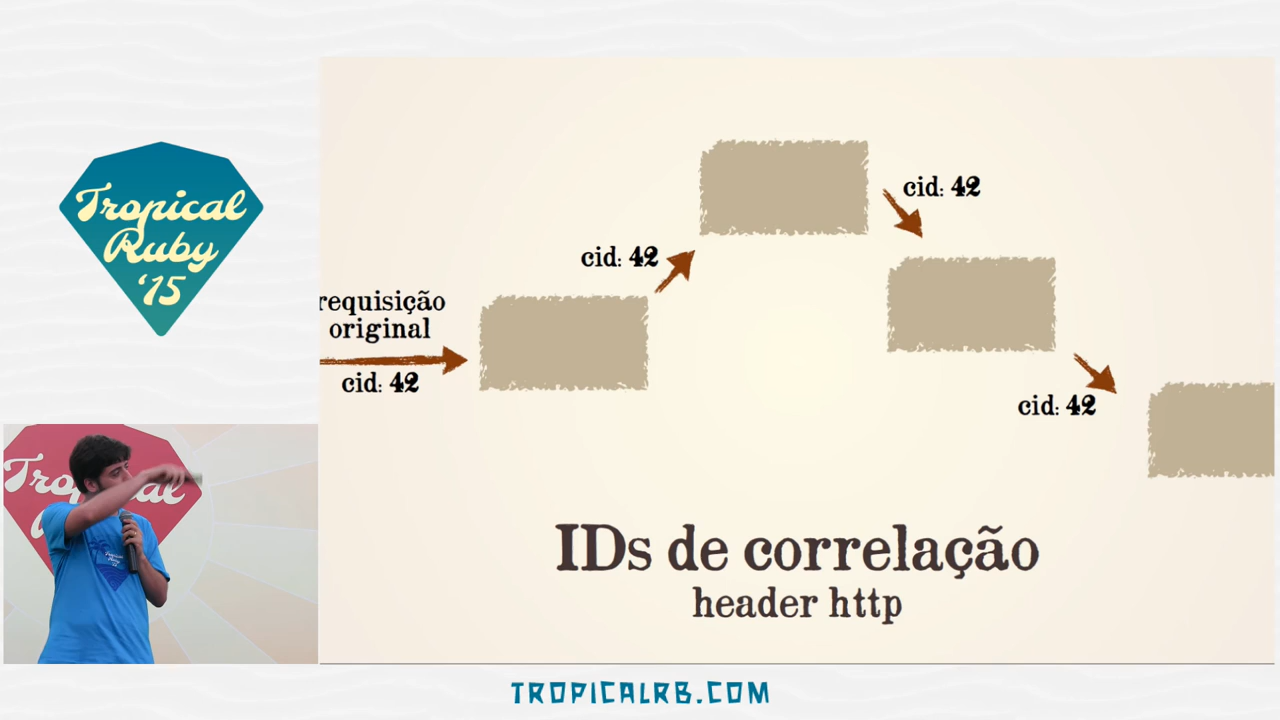 Tropical
Ruby
‘15
cid: 42
cid: 42
requisição
original
cid: 42
cid: 42
IDs de correlação
header http
TROPICALRB.COM